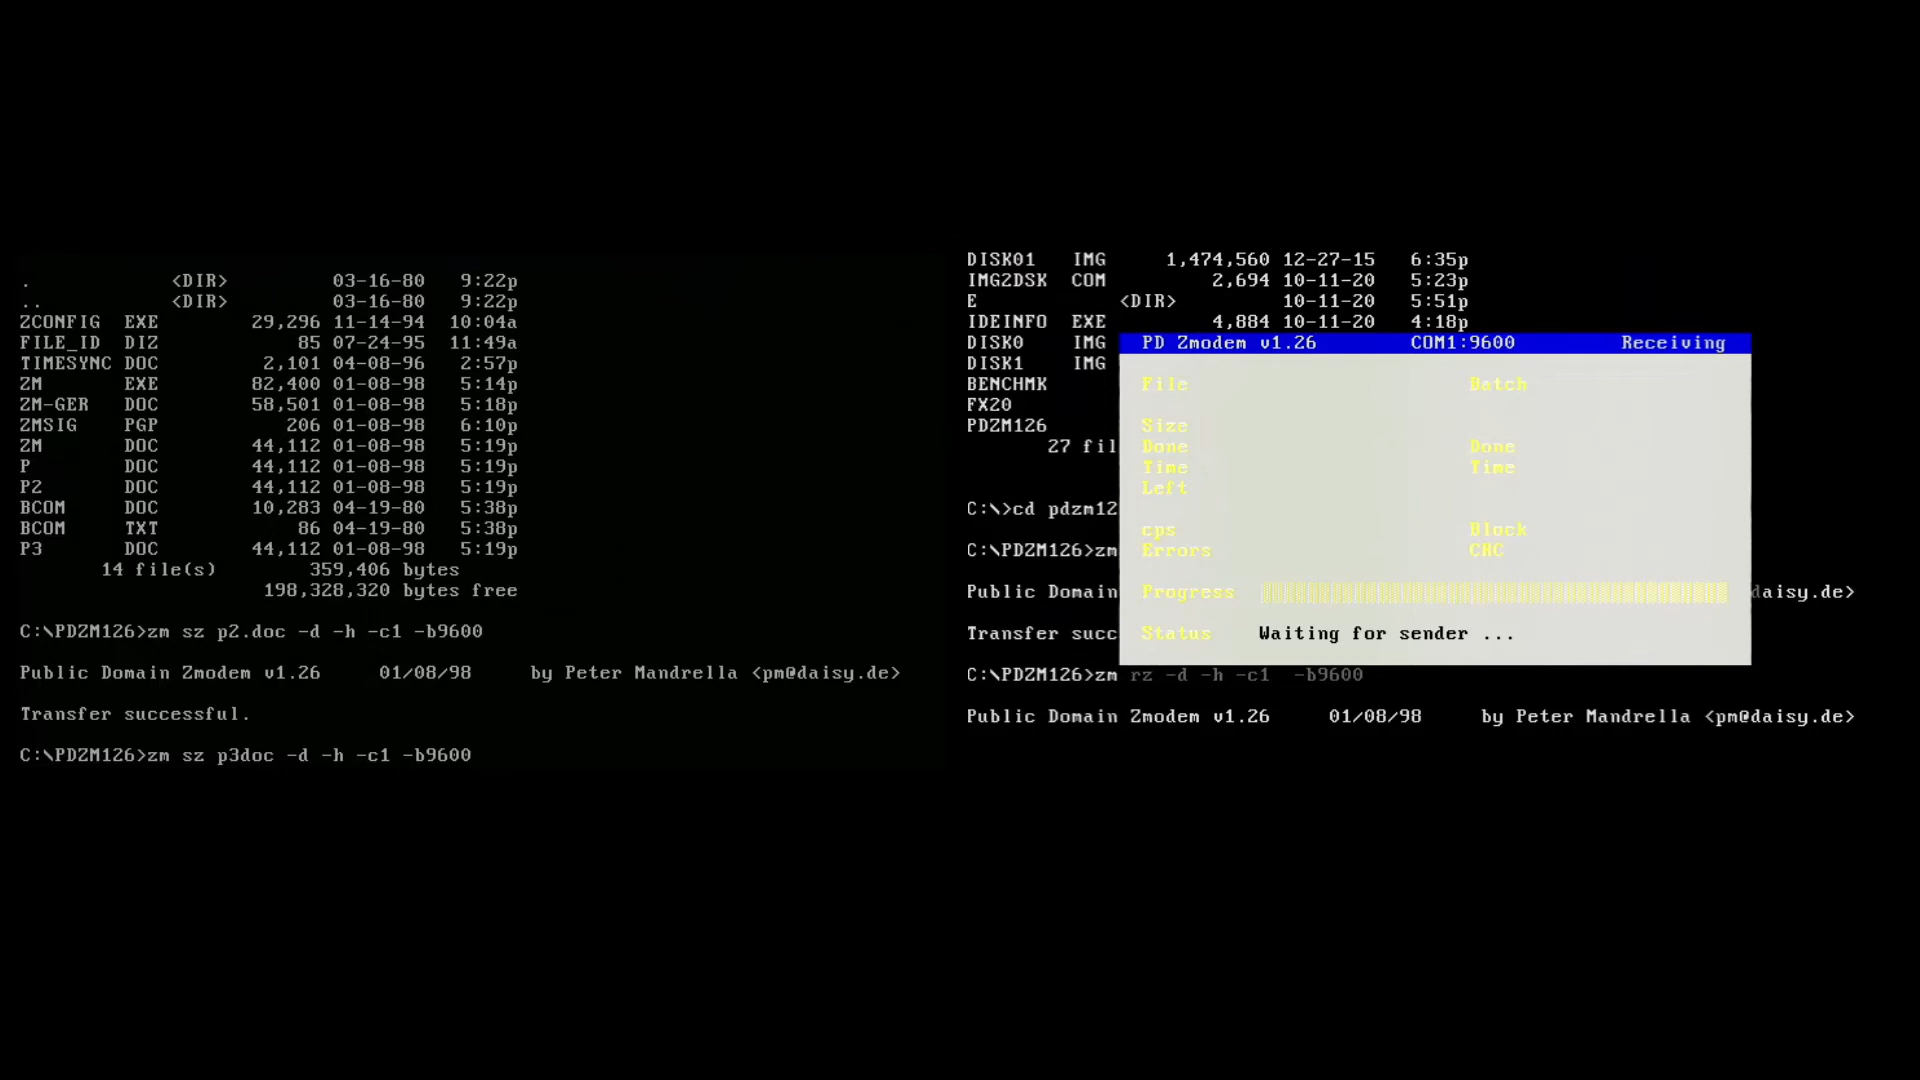 .            <DIR>         03-16-80   9:22p
..           <DIR>         03-16-80   9:22p
ZCONFIG  EXE        29,296 11-14-94  10:04a
FILE_ID  DIZ            85 07-24-95  11:49a
TIMESYNC DOC         2,101 04-08-96   2:57p
ZM       EXE        82,400 01-08-98   5:14p
ZM-GER   DOC        58,501 01-08-98   5:18p
ZMSIG    PGP           206 01-08-98   6:10p
ZM       DOC        44,112 01-08-98   5:19p
P        DOC        44,112 01-08-98   5:19p
P2       DOC        44,112 01-08-98   5:19p
BCOM     DOC        10,283 04-19-80   5:38p
BCOM     TXT            86 04-19-80   5:38p
P3       DOC        44,112 01-08-98   5:19p
14 file(s)        359,406 bytes
198,328,320 bytes free
C:\PDZM126>zm sz p2.doc -d -h -c1 -b9600
Public Domain Zmodem v1.26     01/08/98     by Peter Mandrella <pm@daisy.de>
Transfer successful.
C:\PDZM126>zm sz p3doc -d -h -c1 -b9600
DISK01   IMG     1,474,560 12-27-15   6:35p
IMG2DSK  COM         2,694 10-11-20   5:23p
E            <DIR>         10-11-20   5:51p
IDEINFO  EXE         4,884 10-11-20   4:18p
DISK0    IMG
DISK1    IMG
BENCHMK
FX20
PDZM126
27 fil
C:\>cd pdzm12
C:\PDZM126>zm
Public Domain daisy.de>
Transfer succ
C:\PDZM126>zm rz -d -h -c1  -b9600
Public Domain Zmodem v1.26     01/08/98     by Peter Mandrella <pm@daisy.de>
PD Zmodem v1.26        COM1:9600         Receiving
File Batch
Size
Done Done
Time Time
Left
cps Block
Errors CRC
Progress
Status    Waiting for sender ...